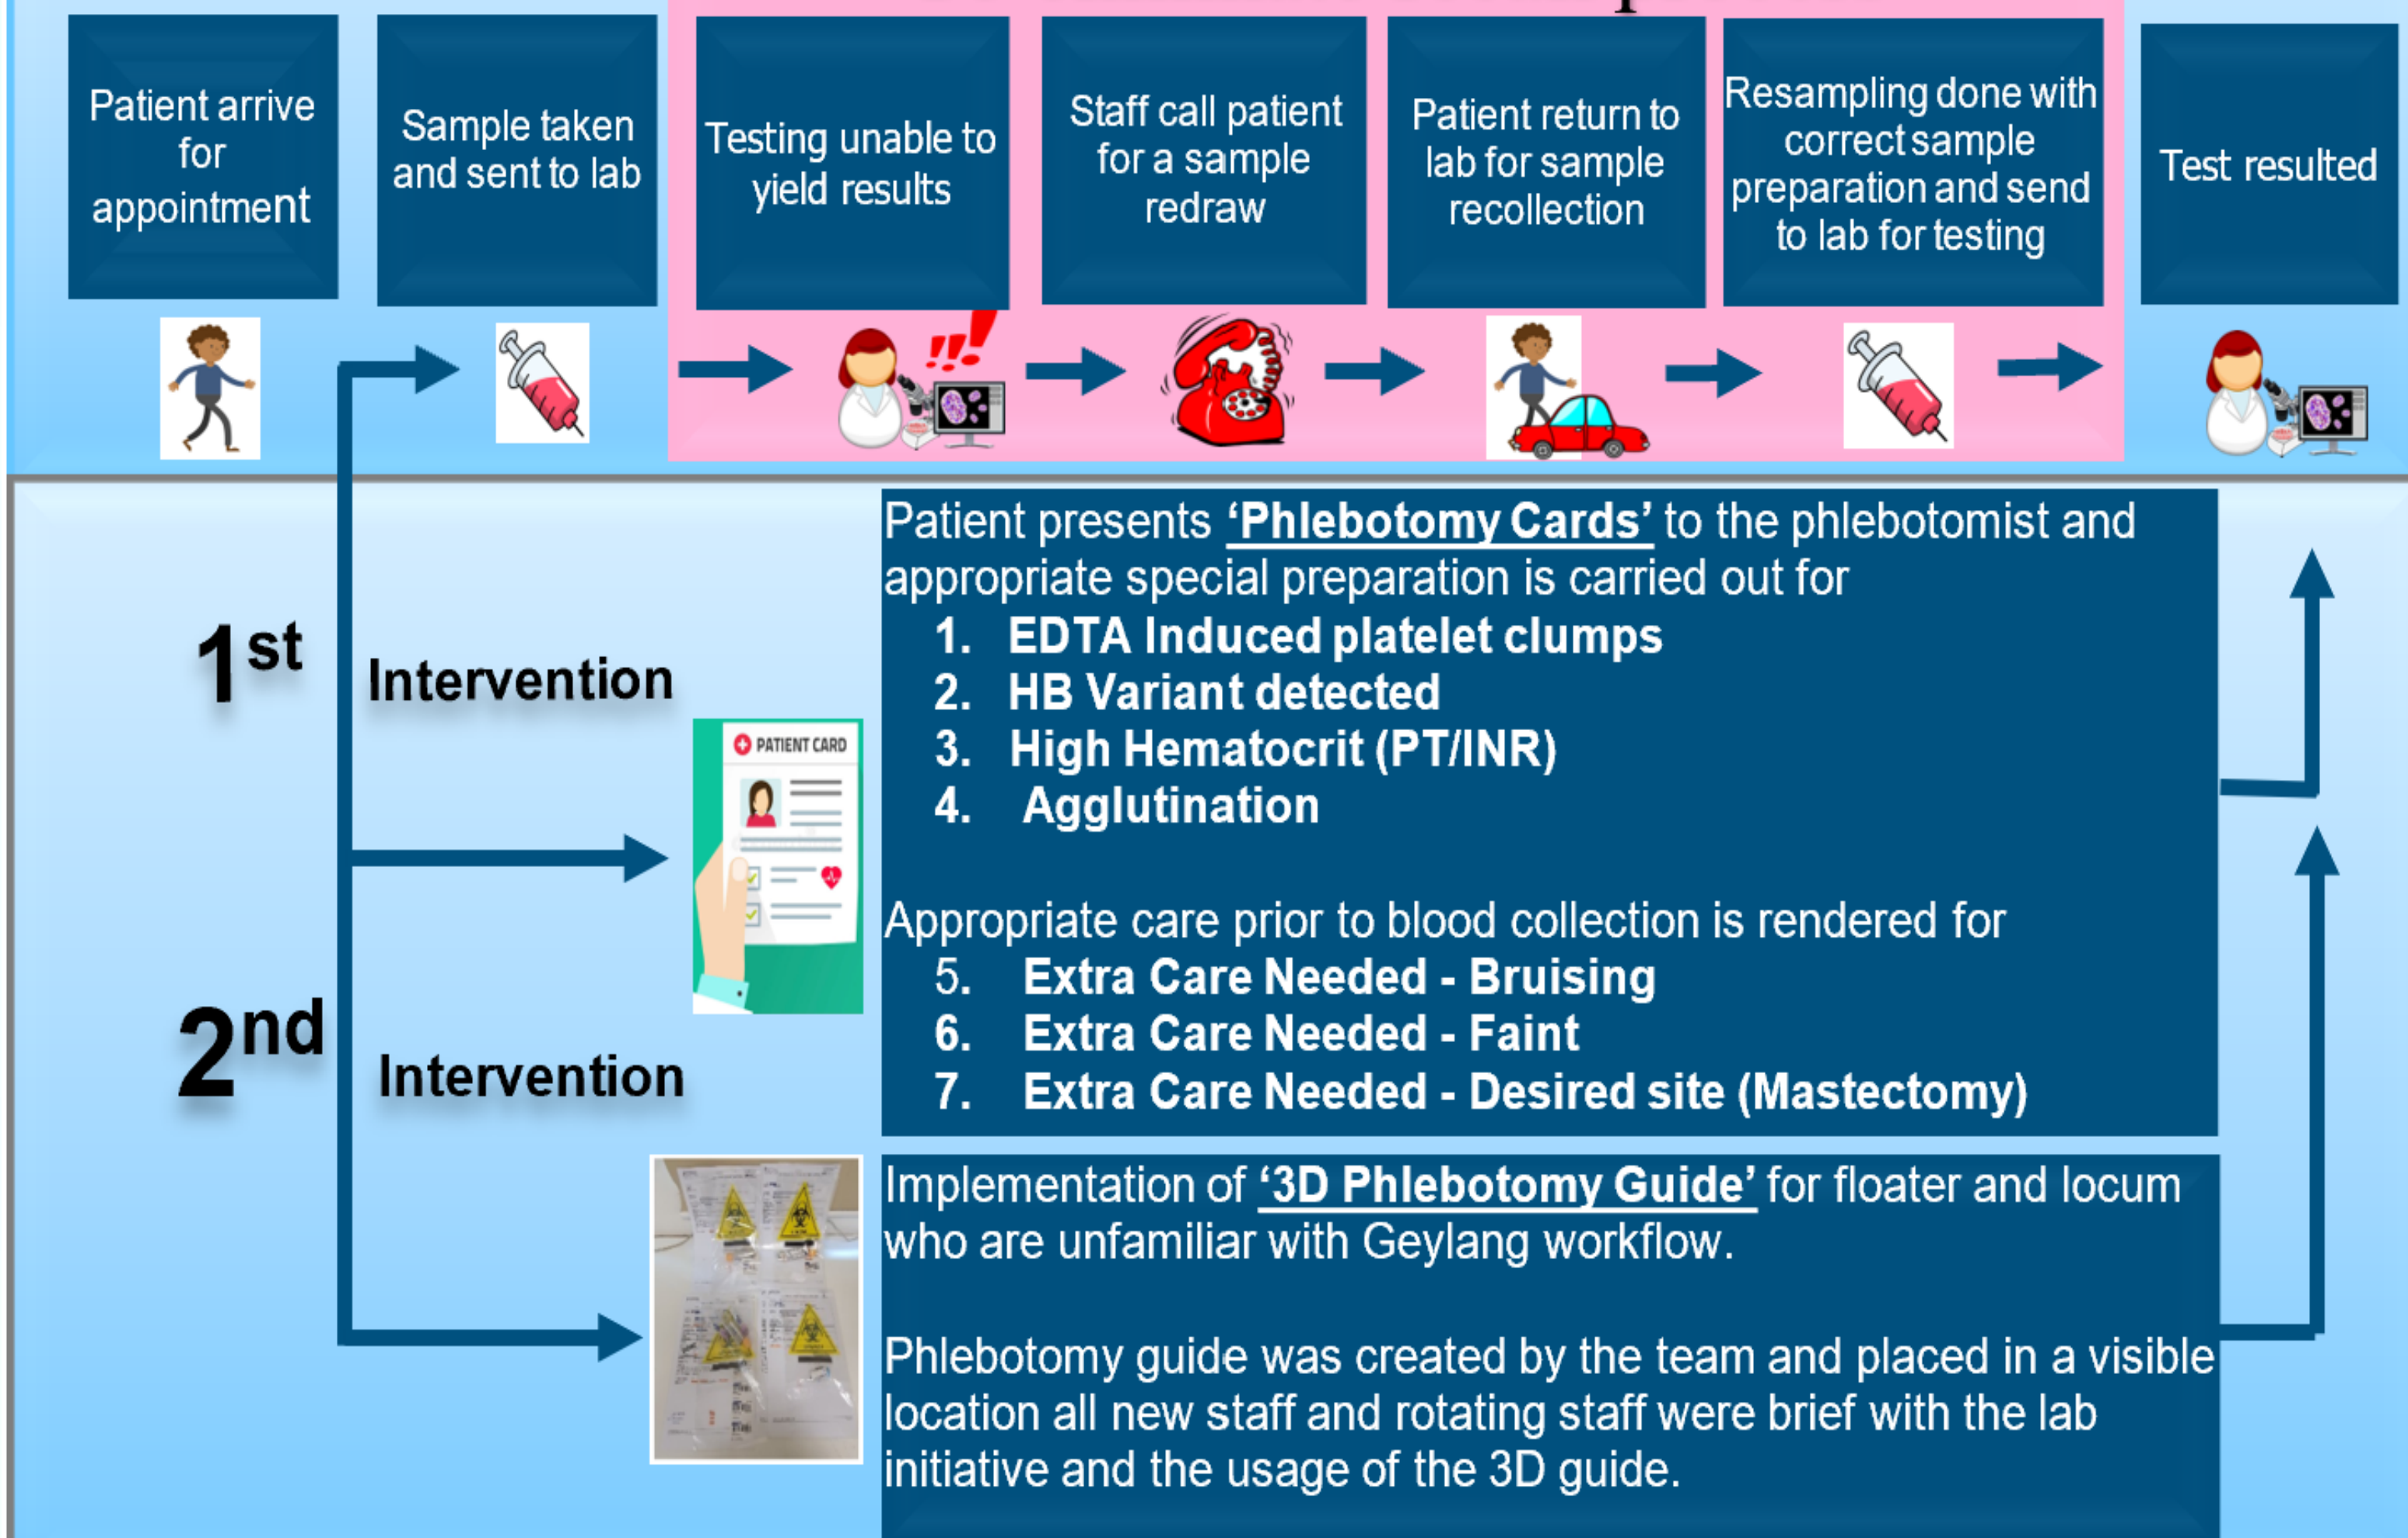 Patient arrive
for
appointment
Sample taken
and sent to lab
Testing unable to
yield results
Staff call patient
for a sample
redraw
Patient return to
lab for sample
recollection
Resampling done with
correct sample
preparation and send
to lab for testing
Test resulted
1st
Intervention
PATIENT CARD
Patient presents ‘Phlebotomy Cards’ to the phlebotomist and
appropriate special preparation is carried out for
1. EDTA Induced platelet clumps
2. HB Variant detected
3. High Hematocrit (PT/INR)
4. Agglutination
Appropriate care prior to blood collection is rendered for
5. Extra Care Needed - Bruising
6. Extra Care Needed - Faint
7. Extra Care Needed - Desired site (Mastectomy)
2nd
Intervention
Implementation of ‘3D Phlebotomy Guide’ for floater and locum
who are unfamiliar with Geylang workflow.
Phlebotomy guide was created by the team and placed in a visible
location all new staff and rotating staff were brief with the lab
initiative and the usage of the 3D guide.